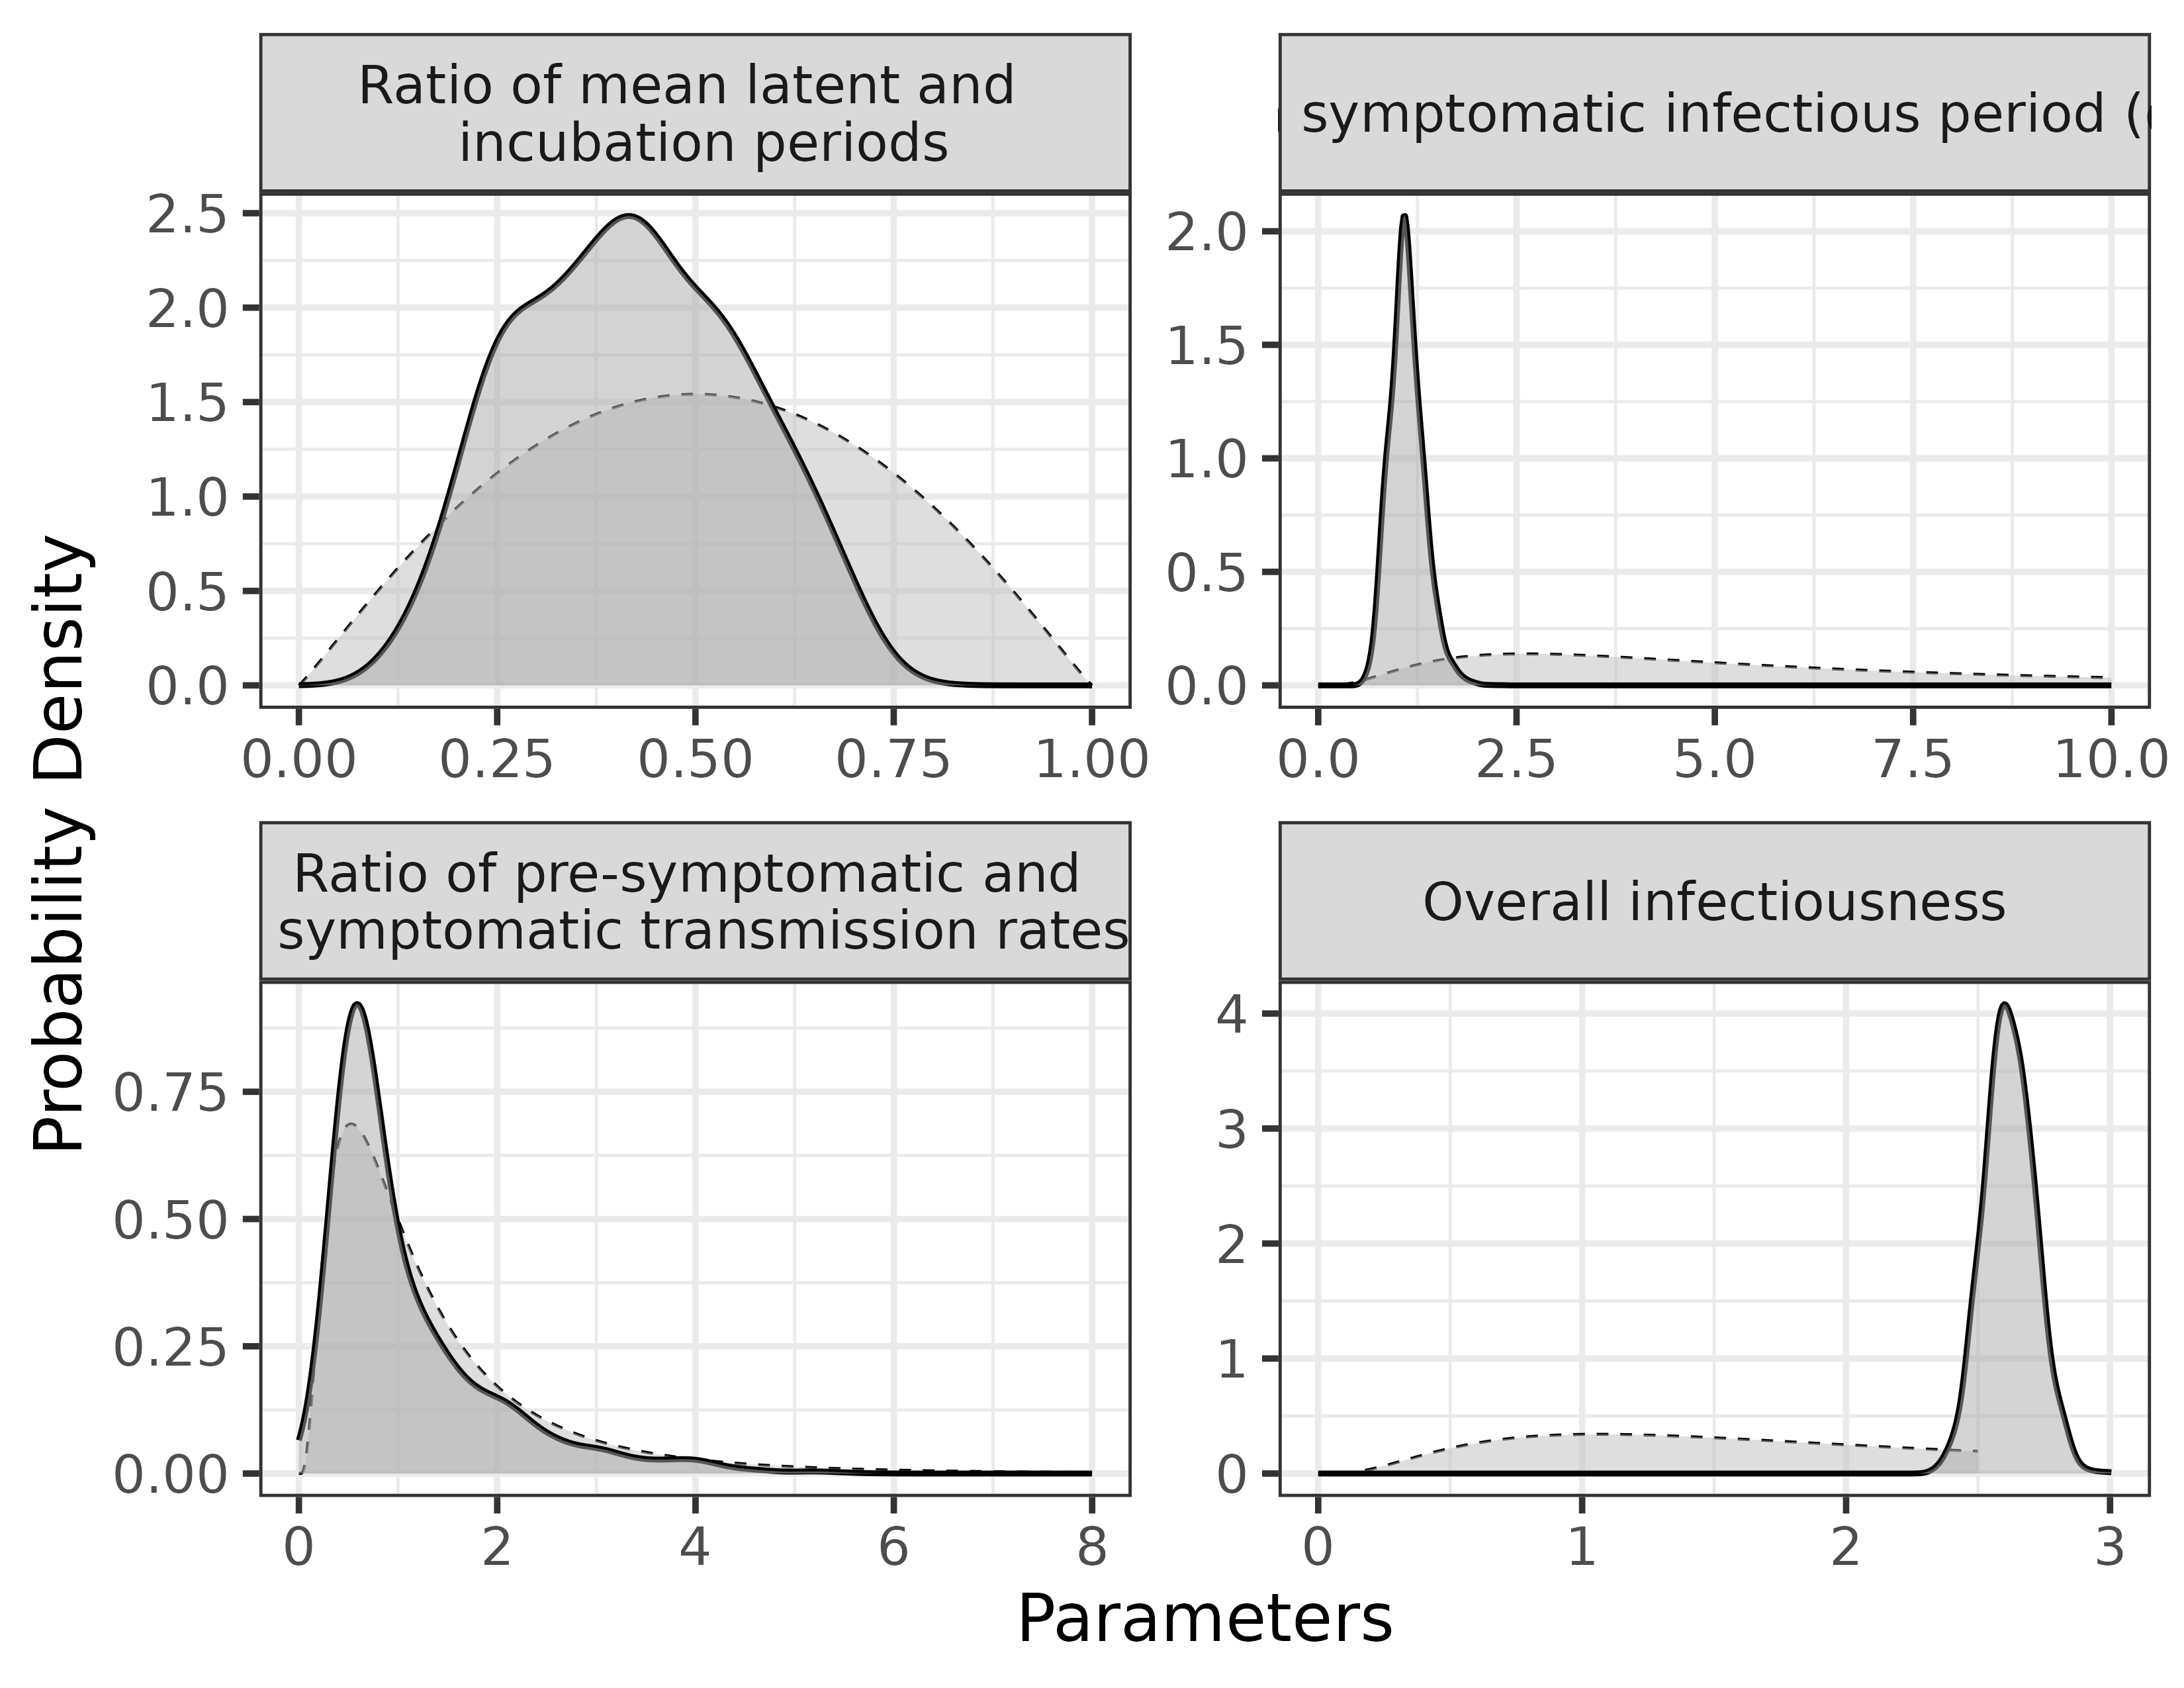 Probability Density
Ratio of mean latent and
incubation periods
2.5
2.0
1.5
1.0
0.5
0.0
0.00 0.25 0.50 0.75 1.00
symptomatic infectious period (
2.0
1.5
1.0
0.5
0.0
0.0 2.5 5.0 7.5 10.0
Ratio of pre-symptomatic and
symptomatic transmission rates
0.75
0.50
0.25
0.00
0 2 4 6 8
Overall infectiousness
4
3
2
1
0
0 1 2 3
Parameters